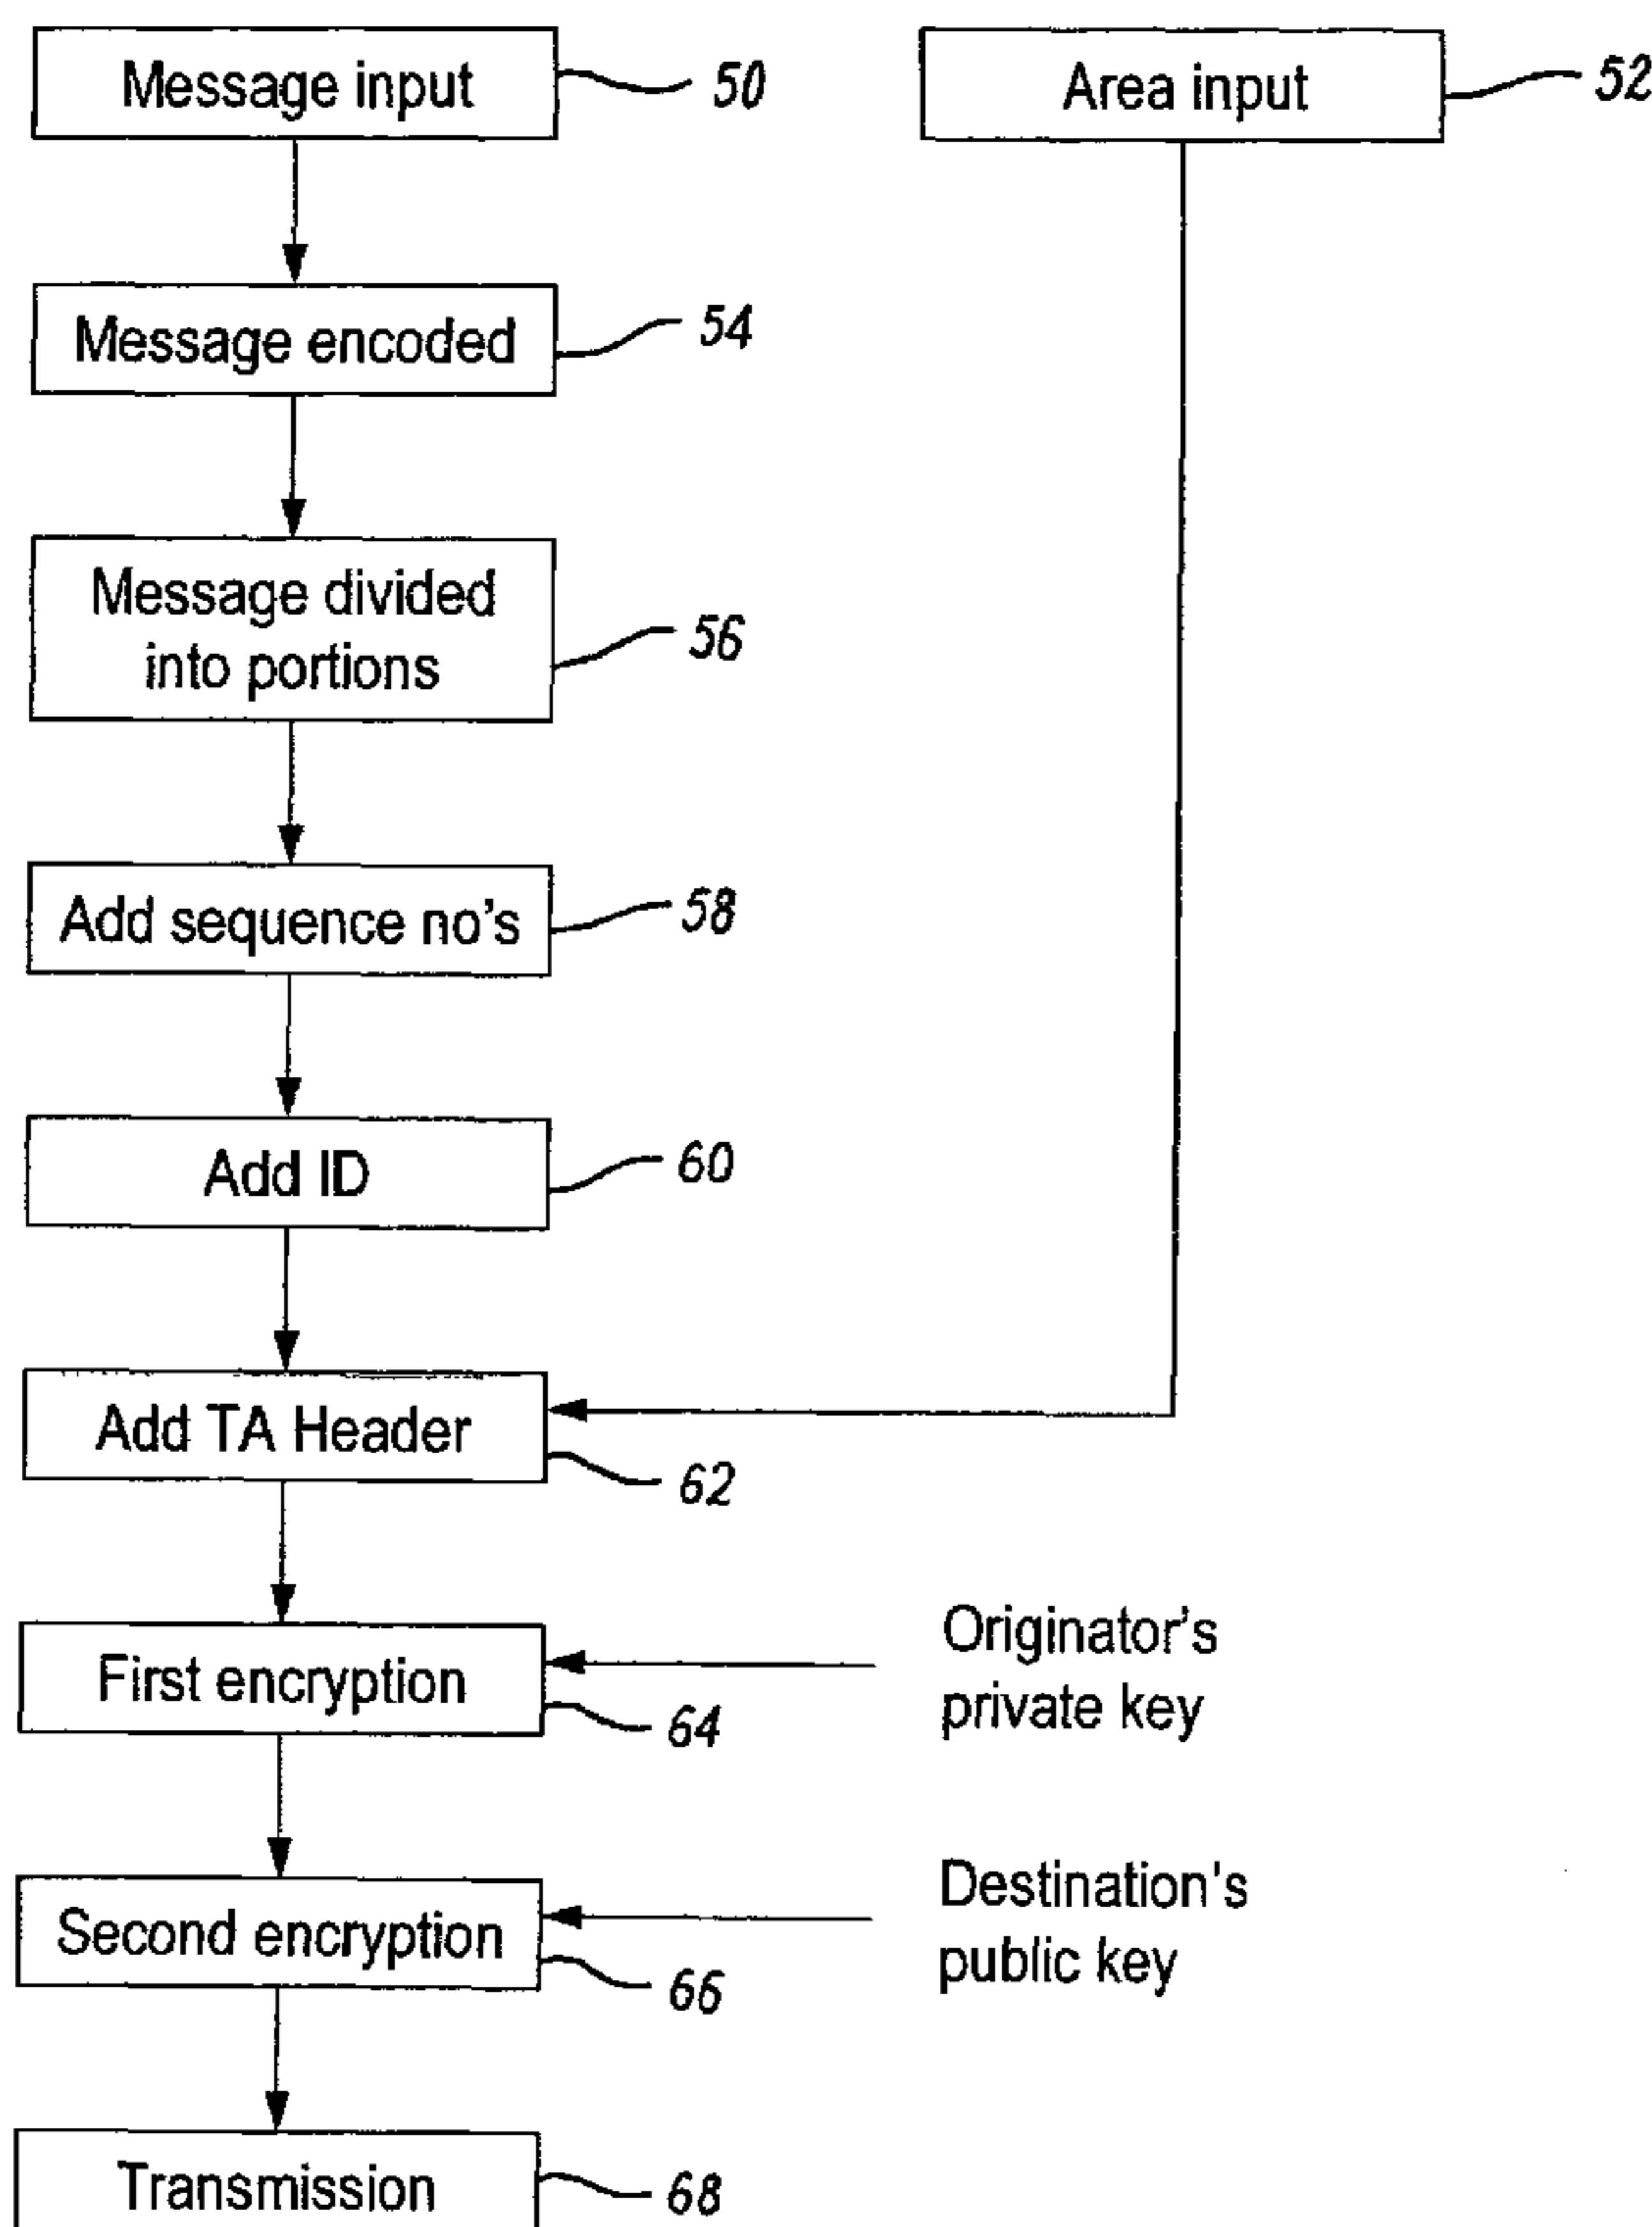 Message input
50
Area input
52
Message encoded
54
Message divided
into portions
56
Add sequence no's
58
Add ID
60
Add TA Header
62
First encryption
64
Originator's
private key
Second encryption
66
Destination's
public key
Transmission
68